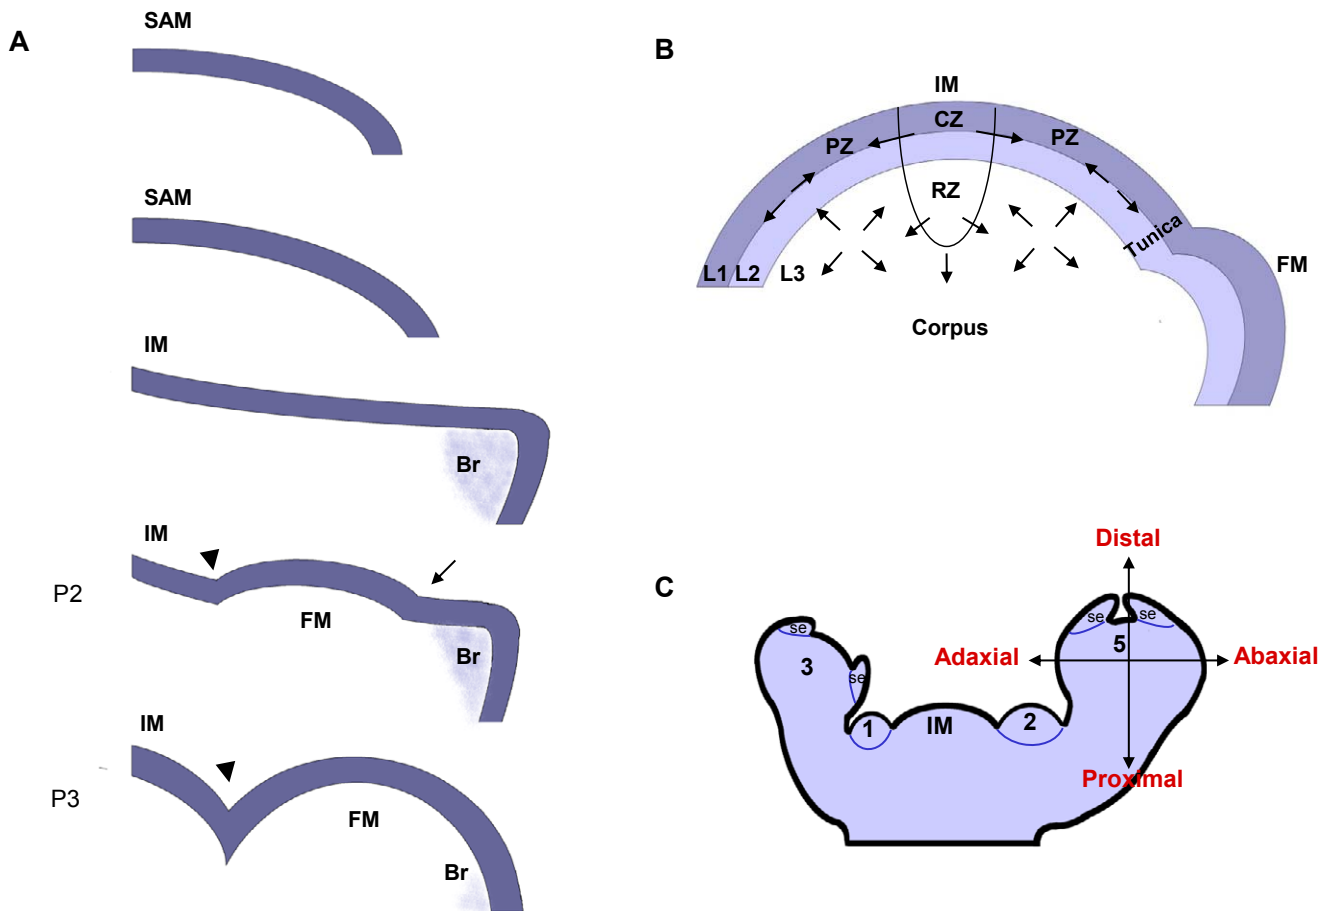 A
SAM
SAM
IM
Br
P2
IM
FM
Br
P3
IM
FM
Br
B
IM
CZ
PZ
PZ
RZ
Tunica
L1
L2
L3
FM
Corpus
C
Distal
se
se
se
se
5
3
Adaxial
Abaxial
1
IM
2
Proximal